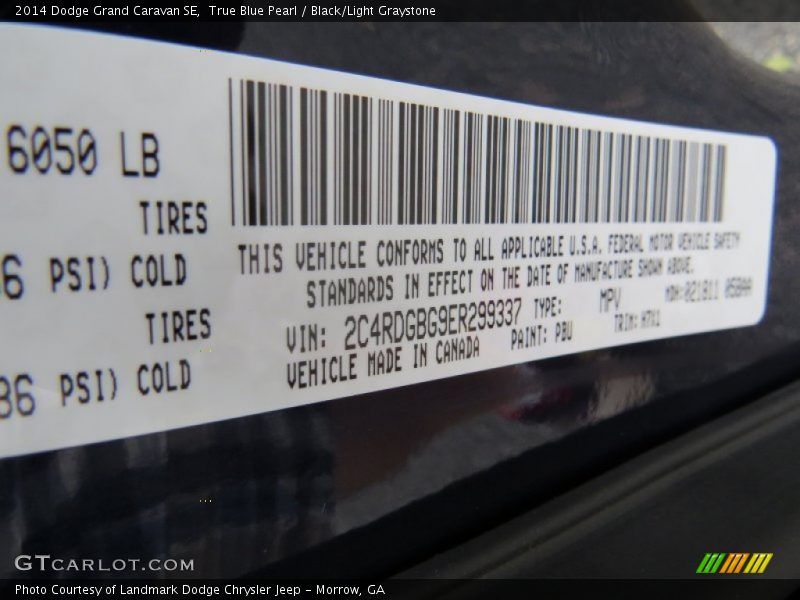 2014 Dodge Grand Caravan SE,  True Blue Pearl / Black/Light Graystone
6050 LB
TIRES
PSI) COLD
TIRES
PSI) COLD
THIS VEHICLE CONFORMS TO ALL APPLICABLE U.S.A. FEDERAL MOTOR VEHICLE SAFETY
STANDARDS IN EFFECT ON THE DATE OF MANUFACTURE SHOWN ABOVE.
VIN: 2C4RDGBG9ER299337 TYPE: MPV MDH:
VEHICLE MADE IN CANADA PAINT: PBU TRIM:
GTCARLOT.COM
Photo Courtesy of Landmark Dodge Chrysler Jeep - Morrow, GA